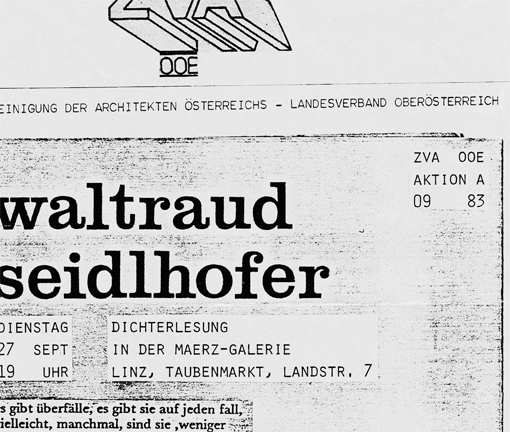 ZVA
OOE
EINIGUNG DER ARCHITEKTEN ÖSTERREICHS - LANDESVERBAND OBERÖSTERREICH
ZVA OOE
AKTION A
09 83
waltraud
seidlhofer
DIENSTAG
27 SEPT
19 UHR
DICHTERLESUNG
IN DER MAERZ-GALERIE
LINZ, TAUBENMARKT, LANDSTR. 7
s gibt überfälle, es gibt sie auf jeden fall,
ielleicht, manchmal, sind sie ,weniger